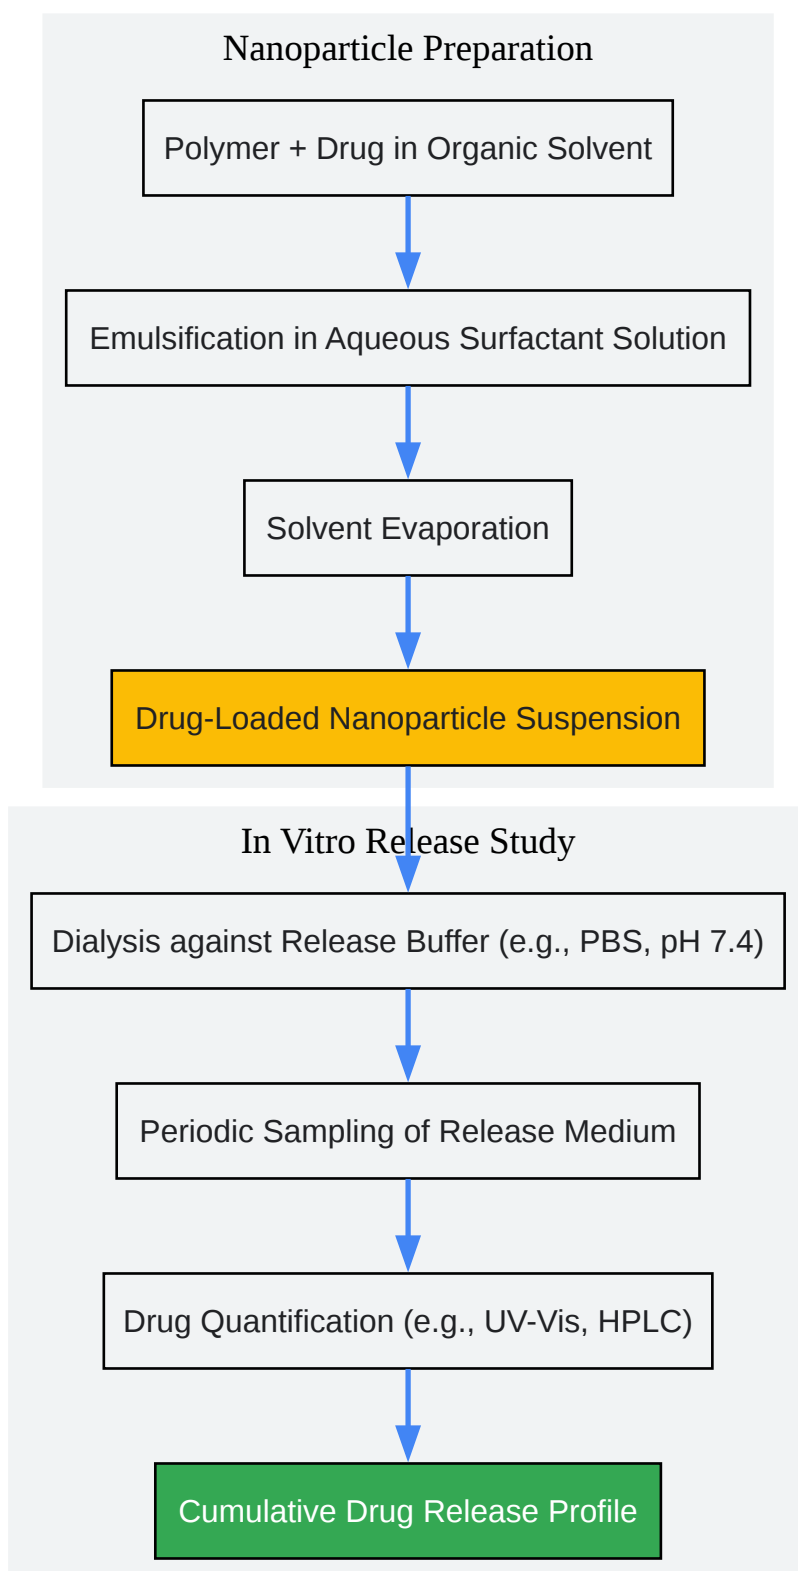 Nanoparticle Preparation
Polymer + Drug in Organic Solvent
Emulsification in Aqueous Surfactant Solution
Solvent Evaporation
Drug-Loaded Nanoparticle Suspension
In Vitro Release Study
Dialysis against Release Buffer (e.g., PBS, pH 7.4)
Periodic Sampling of Release Medium
Drug Quantification (e.g., UV-Vis, HPLC)
Cumulative Drug Release Profile